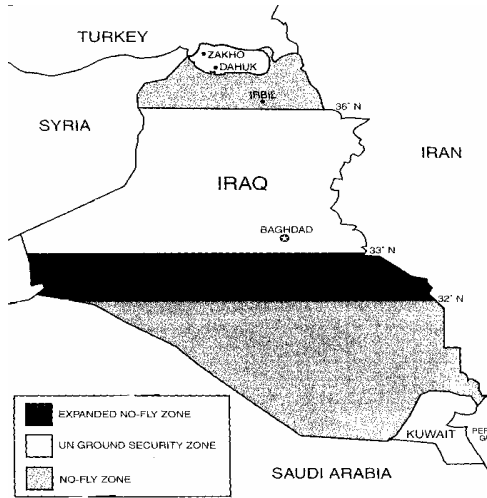 TURKEY
ZAKHO
DAHUK
IRBIL
36° N
SYRIA
IRAN
IRAQ
BAGHDAD
33° N
32° N
EXPANDED NO-FLY ZONE
UN GROUND SECURITY ZONE
NO-FLY ZONE
KUWAIT
SAUDI ARABIA